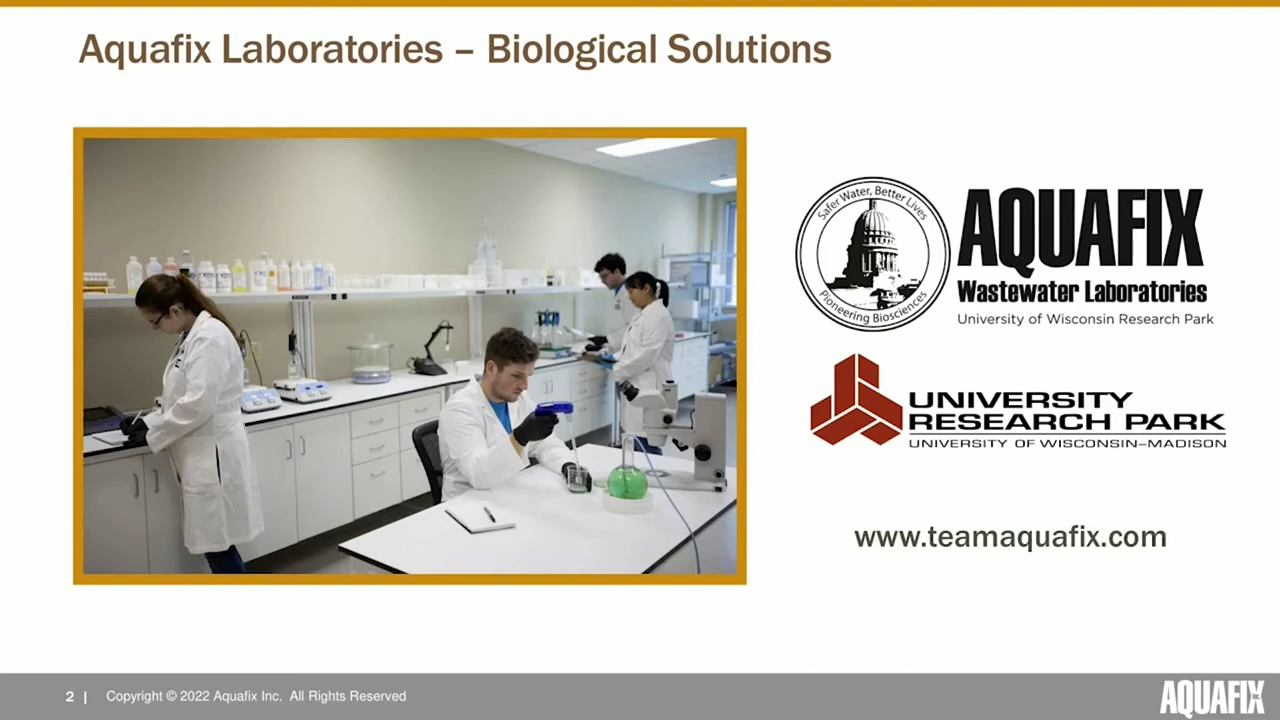 Aquafix Laboratories – Biological Solutions
Safer Water, Better Lives
Pioneering Biosciences
AQUAFIX
Wastewater Laboratories
University of Wisconsin Research Park
UNIVERSITY
RESEARCH PARK
UNIVERSITY OF WISCONSIN–MADISON
www.teamaquafix.com
2 | Copyright © 2022 Aquafix Inc. All Rights Reserved
AQUAFIX